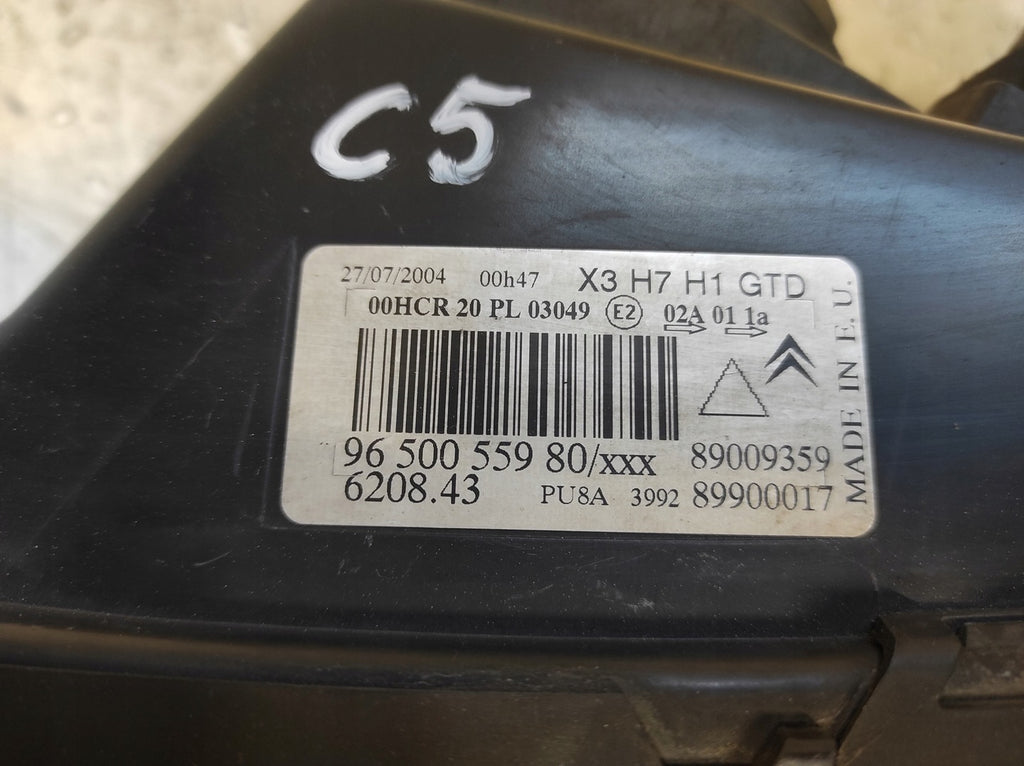 C5
27/07/2004 00h47 X3 H7 H1 GTD
00HCR 20 PL 03049 E2 02A 01 1a
96 500 559 80/xxx 89009359
6208.43 PU8A 3992 89900017
MADE IN E.U.